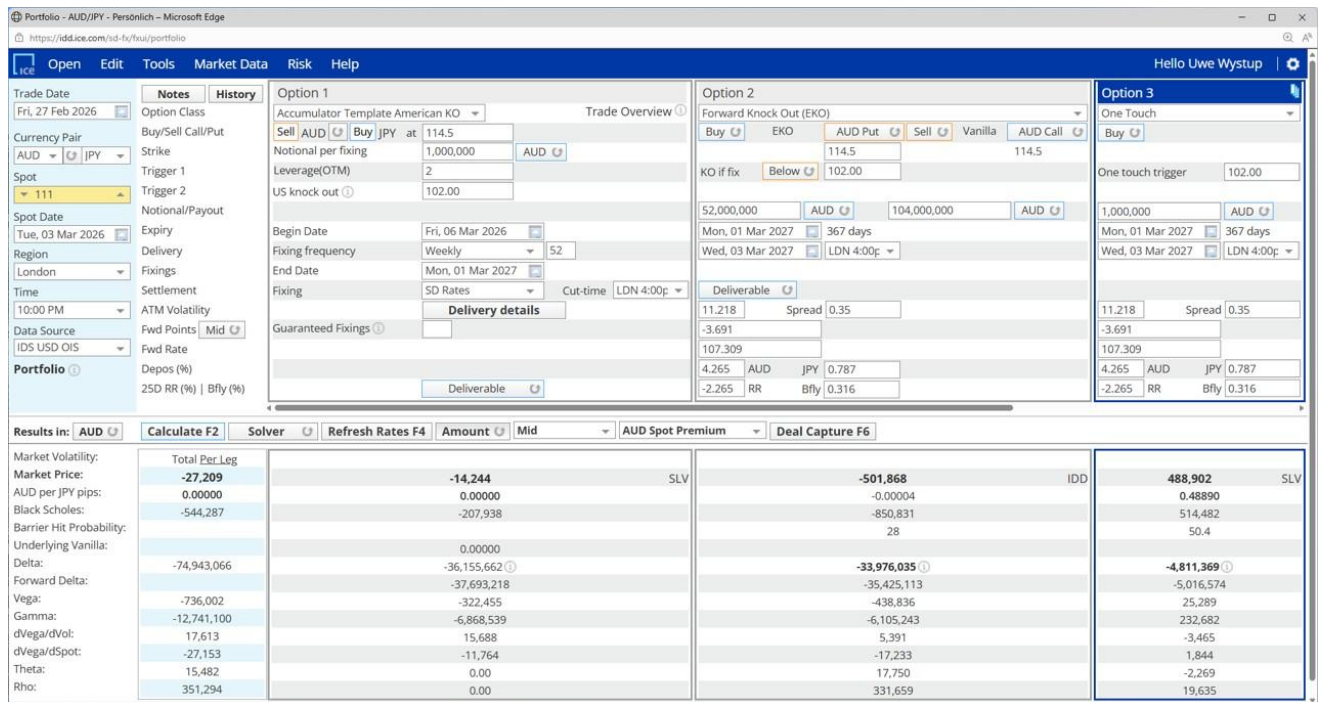 Portfolio - AUD/JPY - Persönlich – Microsoft Edge
https://idd.ice.com/sd-fx/fxui/portfolio
ice Open Edit Tools Market Data Risk Help Hello Uwe Wystup
Trade Date
Fri, 27 Feb 2026
Currency Pair
AUD JPY
Spot
111
Spot Date
Tue, 03 Mar 2026
Region
London
Time
10:00 PM
Data Source
IDS USD OIS
Portfolio
Notes History
Option Class
Buy/Sell Call/Put
Strike
Trigger 1
Trigger 2
Notional/Payout
Expiry
Delivery
Fixings
Settlement
ATM Volatility
Fwd Points Mid
Fwd Rate
Depos (%)
25D RR (%) | Bfly (%)
Option 1
Accumulator Template American KO Trade Overview
Sell AUD Buy JPY at 114.5
Notional per fixing 1,000,000 AUD
Leverage(OTM) 2
US knock out 102.00
Begin Date Fri, 06 Mar 2026
Fixing frequency Weekly 52
End Date Mon, 01 Mar 2027
Fixing SD Rates Cut-time LDN 4:00p
Delivery details
Guaranteed Fixings
Deliverable
Option 2
Forward Knock Out (EKO)
Buy EKO AUD Put Sell Vanilla AUD Call
114.5 114.5
KO if fix Below 102.00
52,000,000 AUD 104,000,000 AUD
Mon, 01 Mar 2027 367 days
Wed, 03 Mar 2027 LDN 4:00p
Deliverable
11.218 Spread 0.35
-3.691
107.309
4.265 AUD JPY 0.787
-2.265 RR Bfly 0.316
Option 3
One Touch
Buy
One touch trigger 102.00
1,000,000 AUD
Mon, 01 Mar 2027 367 days
Wed, 03 Mar 2027 LDN 4:00p
11.218 Spread 0.35
-3.691
107.309
4.265 AUD JPY 0.787
-2.265 RR Bfly 0.316
Results in: AUD Calculate F2 Solver Refresh Rates F4 Amount Mid AUD Spot Premium Deal Capture F6
Market Volatility: Total Per Leg
Market Price: -27,209 -14,244 SLV -501,868 IDD 488,902 SLV
AUD per JPY pips: 0.00000 0.00000 -0.00004 0.48890
Black Scholes: -544,287 -207,938 -850,831 514,482
Barrier Hit Probability: 28 50.4
Underlying Vanilla: 0.00000
Delta: -74,943,066 -36,155,662 -33,976,035 -4,811,369
Forward Delta: -37,693,218 -35,425,113 -5,016,574
Vega: -736,002 -322,455 -438,836 25,289
Gamma: -12,741,100 -6,868,539 -6,105,243 232,682
dVega/dVol: 17,613 15,688 5,391 -3,465
dVega/dSpot: -27,153 -11,764 -17,233 1,844
Theta: 15,482 0.00 17,750 -2,269
Rho: 351,294 0.00 331,659 19,635